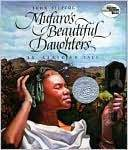 JOHN STEPTOE
Mufaro's
Beautiful
Daughters
AN AFRICAN TALE